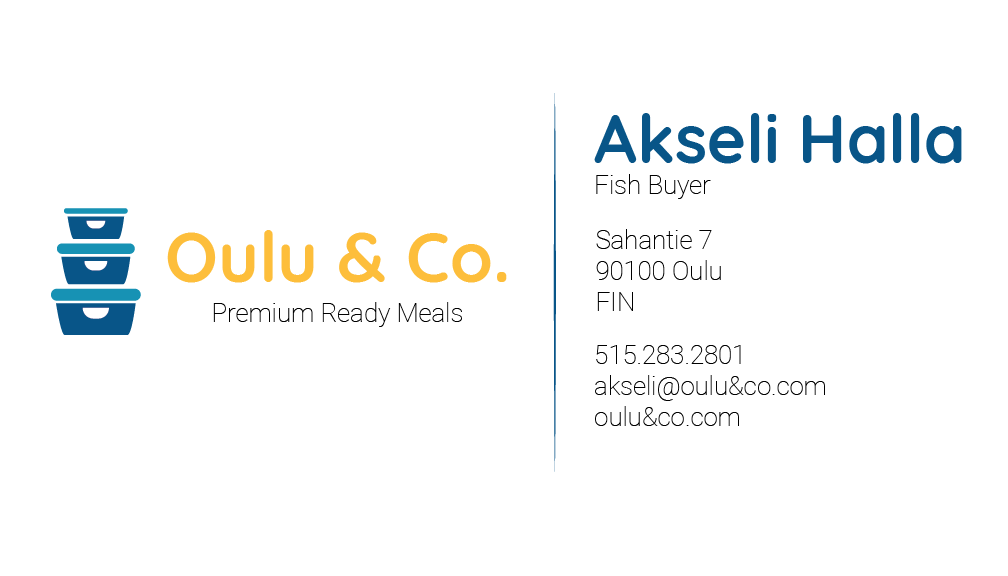 Oulu & Co.
Premium Ready Meals
Akseli Halla
Fish Buyer
Sahantie 7
90100 Oulu
FIN
515.283.2801
akseli@oulu&co.com
oulu&co.com